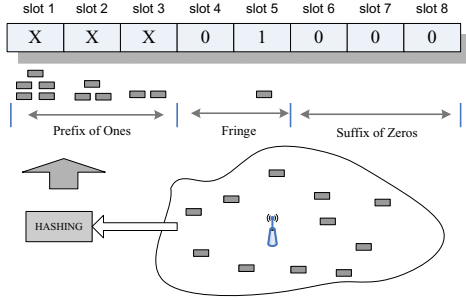 slot 1 slot 2 slot 3 slot 4 slot 5 slot 6 slot 7 slot 8
X X X 0 1 0 0 0
Prefix of Ones Fringe Suffix of Zeros
HASHING